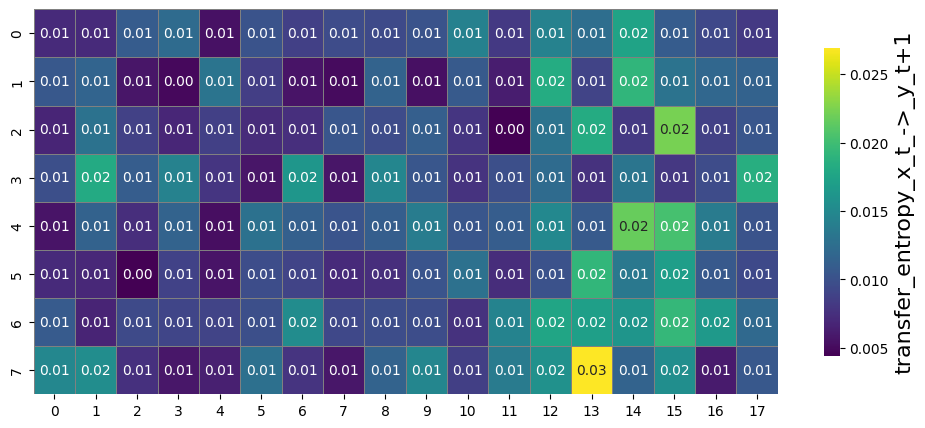 0 0.01 0.01 0.01 0.01 0.01 0.01 0.01 0.01 0.01 0.01 0.01 0.01 0.01 0.01 0.02 0.01 0.01 0.01
1 0.01 0.01 0.01 0.00 0.01 0.01 0.01 0.01 0.01 0.01 0.01 0.01 0.02 0.01 0.02 0.01 0.01 0.01
2 0.01 0.01 0.01 0.01 0.01 0.01 0.01 0.01 0.01 0.01 0.01 0.00 0.01 0.02 0.01 0.02 0.01 0.01
3 0.01 0.02 0.01 0.01 0.01 0.01 0.02 0.01 0.01 0.01 0.01 0.01 0.01 0.01 0.01 0.01 0.01 0.02
4 0.01 0.01 0.01 0.01 0.01 0.01 0.01 0.01 0.01 0.01 0.01 0.01 0.01 0.01 0.02 0.02 0.01 0.01
5 0.01 0.01 0.00 0.01 0.01 0.01 0.01 0.01 0.01 0.01 0.01 0.01 0.01 0.02 0.01 0.02 0.01 0.01
6 0.01 0.01 0.01 0.01 0.01 0.01 0.02 0.01 0.01 0.01 0.01 0.01 0.02 0.02 0.02 0.02 0.02 0.01
7 0.01 0.02 0.01 0.01 0.01 0.01 0.01 0.01 0.01 0.01 0.01 0.01 0.02 0.03 0.01 0.02 0.01 0.01
0 1 2 3 4 5 6 7 8 9 10 11 12 13 14 15 16 17
0.025
0.020
0.015
0.010
0.005
transfer_entropy_x_t_->_y_t+1